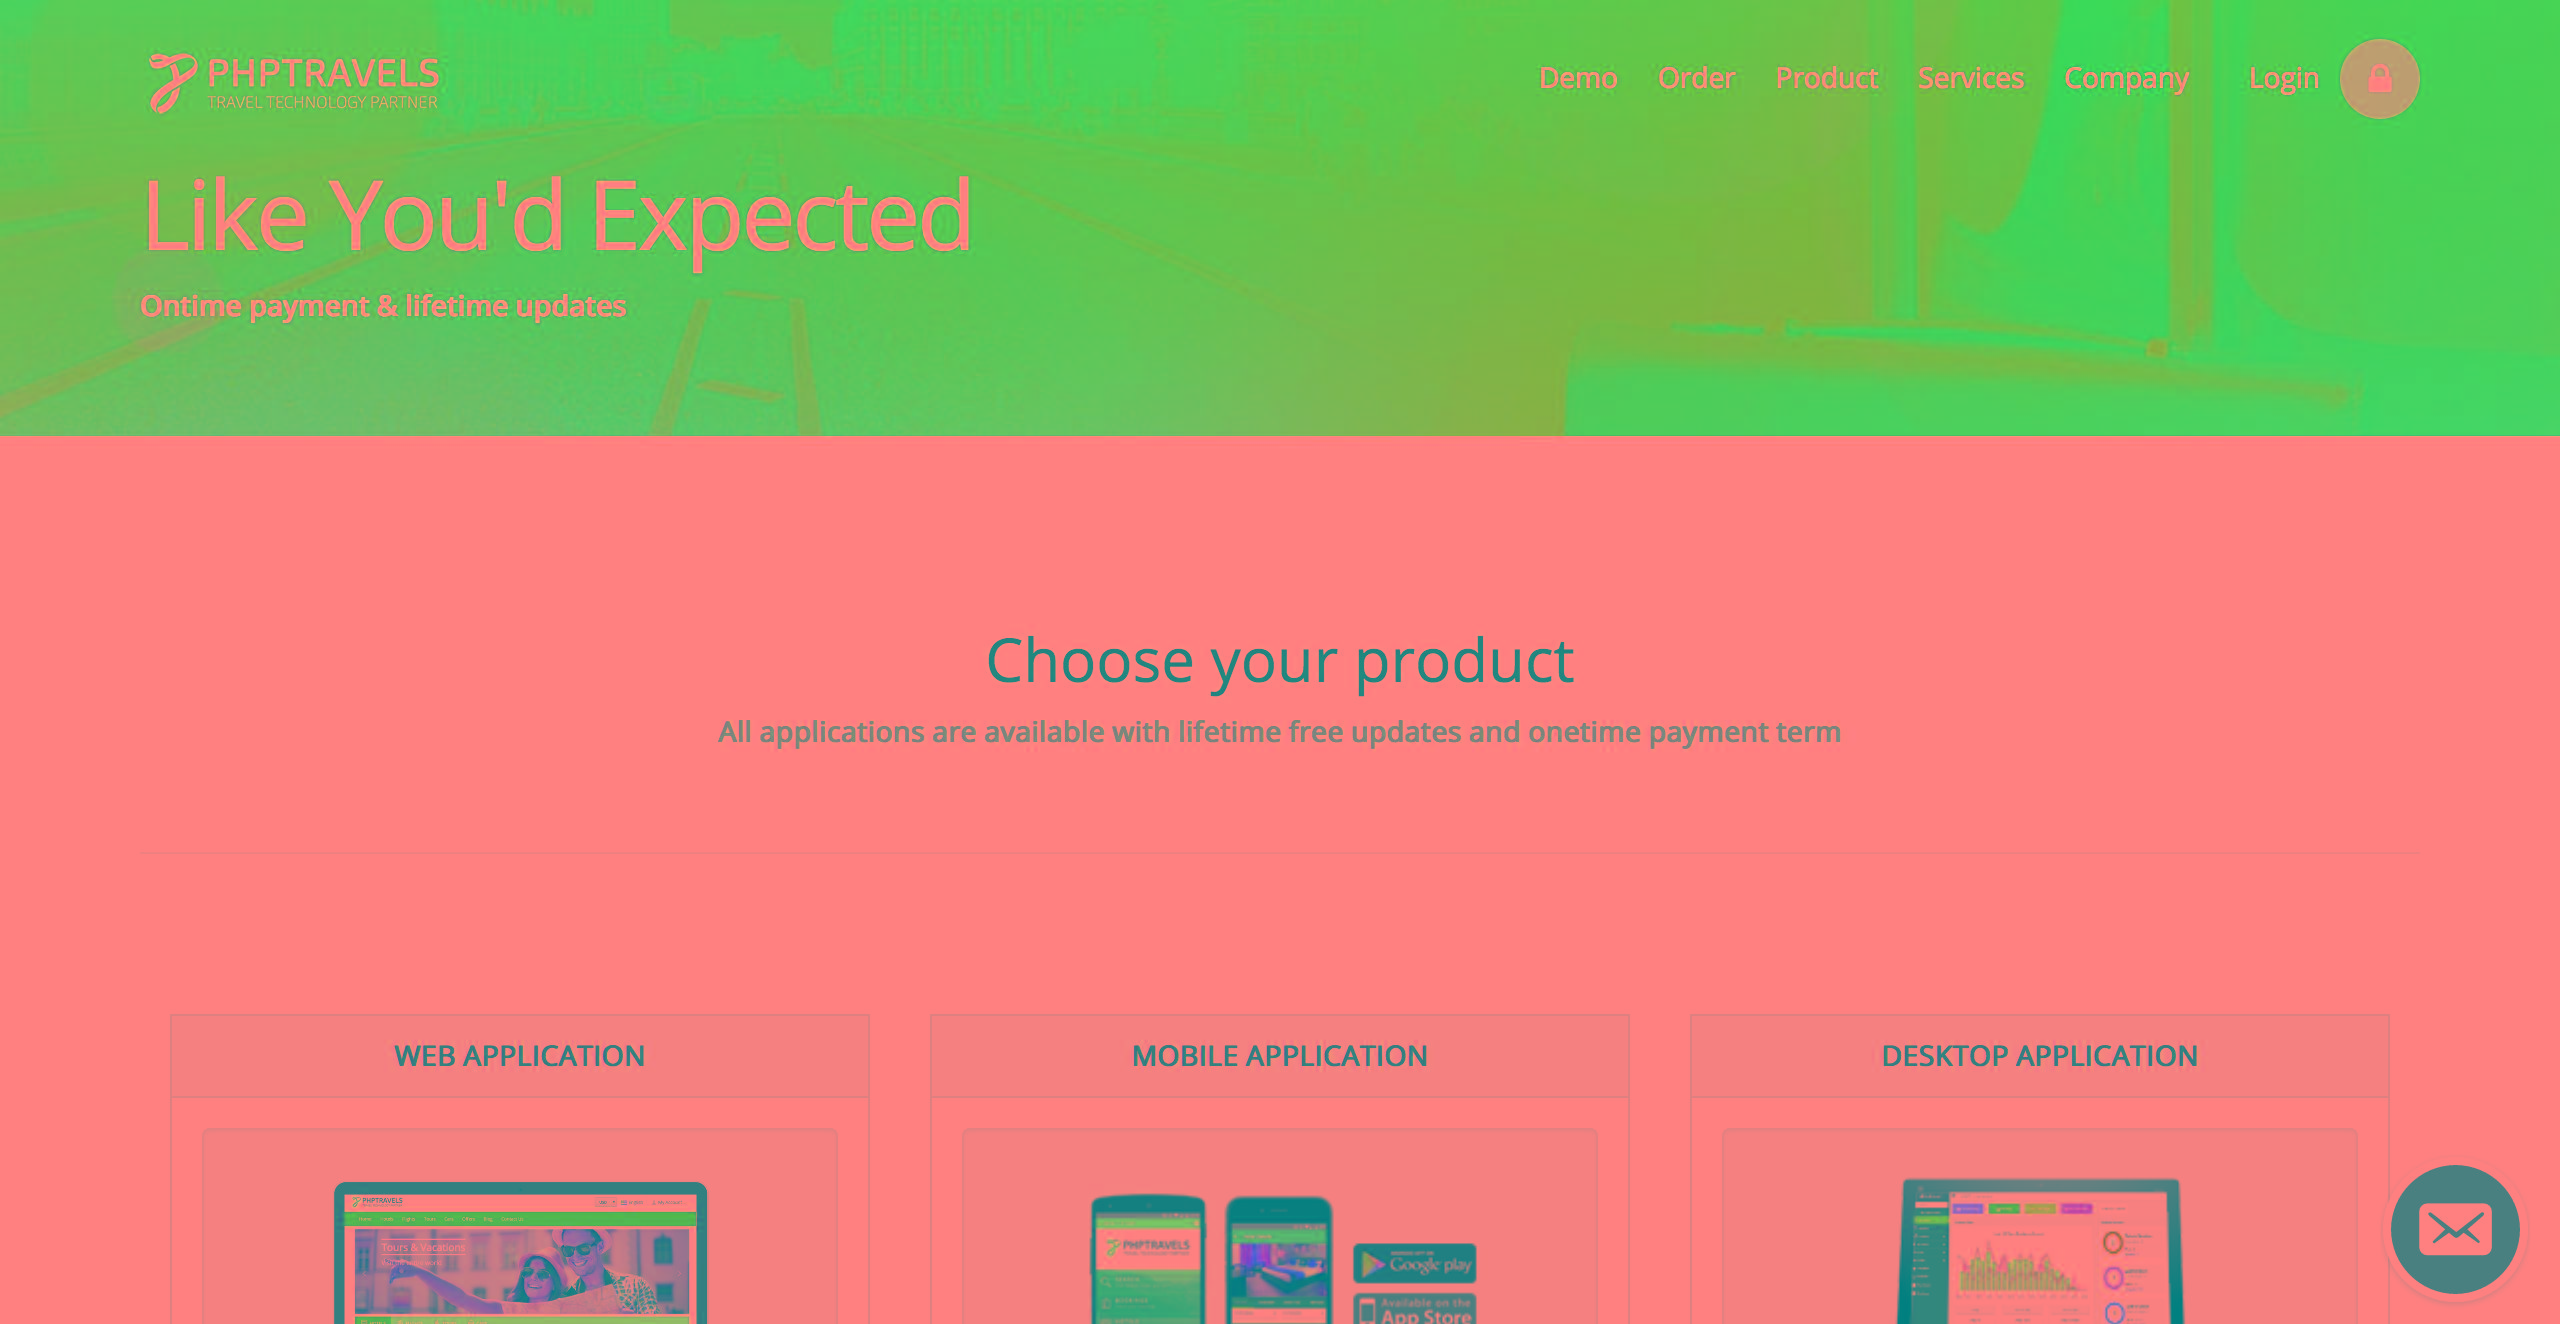 PHPTRAVELS
TRAVEL TECHNOLOGY PARTNER
Demo Order Product Services Company Login
Like You'd Expected
Ontime payment & lifetime updates
Choose your product
All applications are available with lifetime free updates and onetime payment term
WEB APPLICATION
MOBILE APPLICATION
DESKTOP APPLICATION
PHPTRAVELS
Tours & Vacations
PHPTRAVELS
Google play
Available on the
App Store